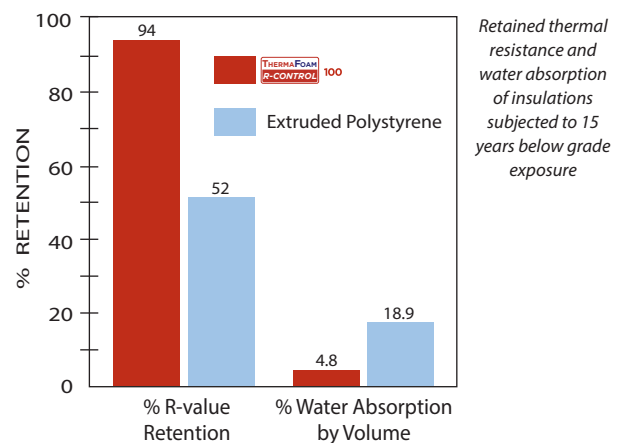 100
94
THERMAFOAM
R-CONTROL 100
80
Extruded Polystyrene
% RETENTION
60
52
40
20
18.9
4.8
0
% R-value
Retention
% Water Absorption
by Volume
Retained thermal
resistance and
water absorption
of insulations
subjected to 15
years below grade
exposure